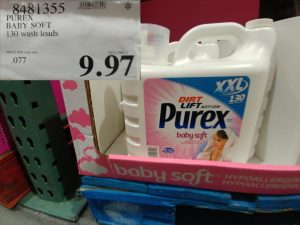 8481355 *
PUREX
BABY SOFT
130 wash loads
.077
9.97
XXL
130
DIRT
LIFT ACTION
Purex
baby soft
baby soft
HYPOALLERGENIC
HYPOALLERGENIC